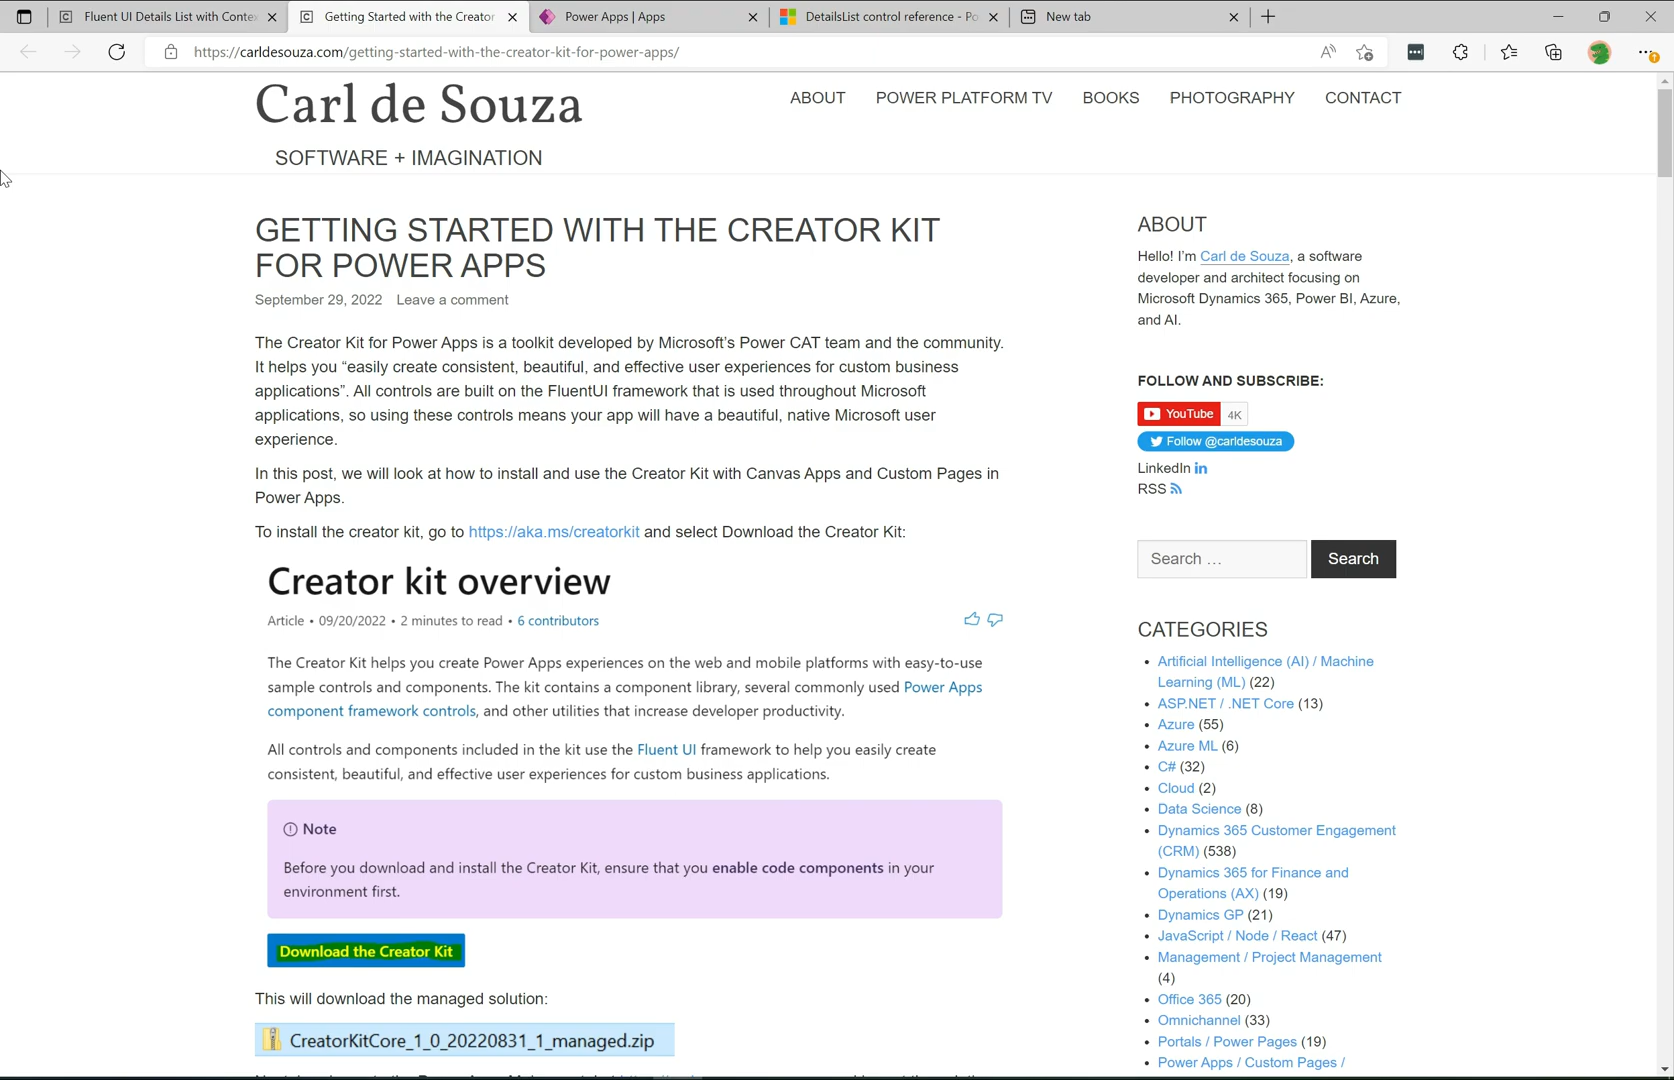 Fluent UI Details List with Conte
Getting Started with the Creator
Power Apps | Apps
DetailsList control reference - Po
New tab
https://carldesouza.com/getting-started-with-the-creator-kit-for-power-apps/
Carl de Souza
SOFTWARE + IMAGINATION
ABOUT
POWER PLATFORM TV
BOOKS
PHOTOGRAPHY
CONTACT
GETTING STARTED WITH THE CREATOR KIT
FOR POWER APPS
September 29, 2022 Leave a comment
The Creator Kit for Power Apps is a toolkit developed by Microsoft's Power CAT team and the community.
It helps you “easily create consistent, beautiful, and effective user experiences for custom business
applications”. All controls are built on the FluentUI framework that is used throughout Microsoft
applications, so using these controls means your app will have a beautiful, native Microsoft user
experience.
In this post, we will look at how to install and use the Creator Kit with Canvas Apps and Custom Pages in
Power Apps.
To install the creator kit, go to https://aka.ms/creatorkit and select Download the Creator Kit:
Creator kit overview
Article • 09/20/2022 • 2 minutes to read • 6 contributors
The Creator Kit helps you create Power Apps experiences on the web and mobile platforms with easy-to-use
sample controls and components. The kit contains a component library, several commonly used Power Apps
component framework controls, and other utilities that increase developer productivity.
All controls and components included in the kit use the Fluent UI framework to help you easily create
consistent, beautiful, and effective user experiences for custom business applications.
Note
Before you download and install the Creator Kit, ensure that you enable code components in your
environment first.
Download the Creator Kit
This will download the managed solution:
CreatorKitCore_1_0_20220831_1_managed.zip
ABOUT
Hello! I'm Carl de Souza, a software
developer and architect focusing on
Microsoft Dynamics 365, Power BI, Azure,
and AI.
FOLLOW AND SUBSCRIBE:
YouTube 4K
Follow @carldesouza
LinkedIn in
RSS
Search …
Search
CATEGORIES
• Artificial Intelligence (AI) / Machine
Learning (ML) (22)
• ASP.NET / .NET Core (13)
• Azure (55)
• Azure ML (6)
• C# (32)
• Cloud (2)
• Data Science (8)
• Dynamics 365 Customer Engagement
(CRM) (538)
• Dynamics 365 for Finance and
Operations (AX) (19)
• Dynamics GP (21)
• JavaScript / Node / React (47)
• Management / Project Management
(4)
• Office 365 (20)
• Omnichannel (33)
• Portals / Power Pages (19)
• Power Apps / Custom Pages /